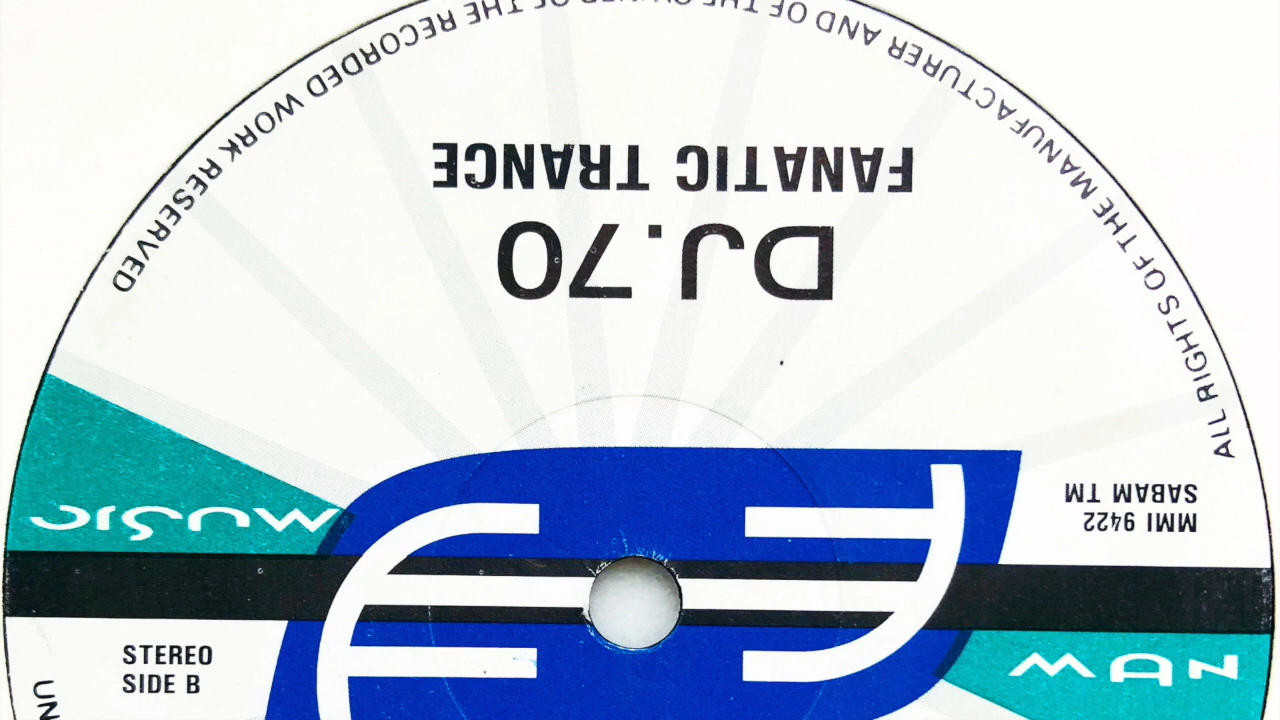 ALL RIGHTS OF THE MANUFACTURER AND OF THE OWNER OF THE RECORDED WORK RESERVED
DJ.70
FANATIC TRANCE
MMI 9422
SABAM TM
music
MAN
STEREO
SIDE B
UN